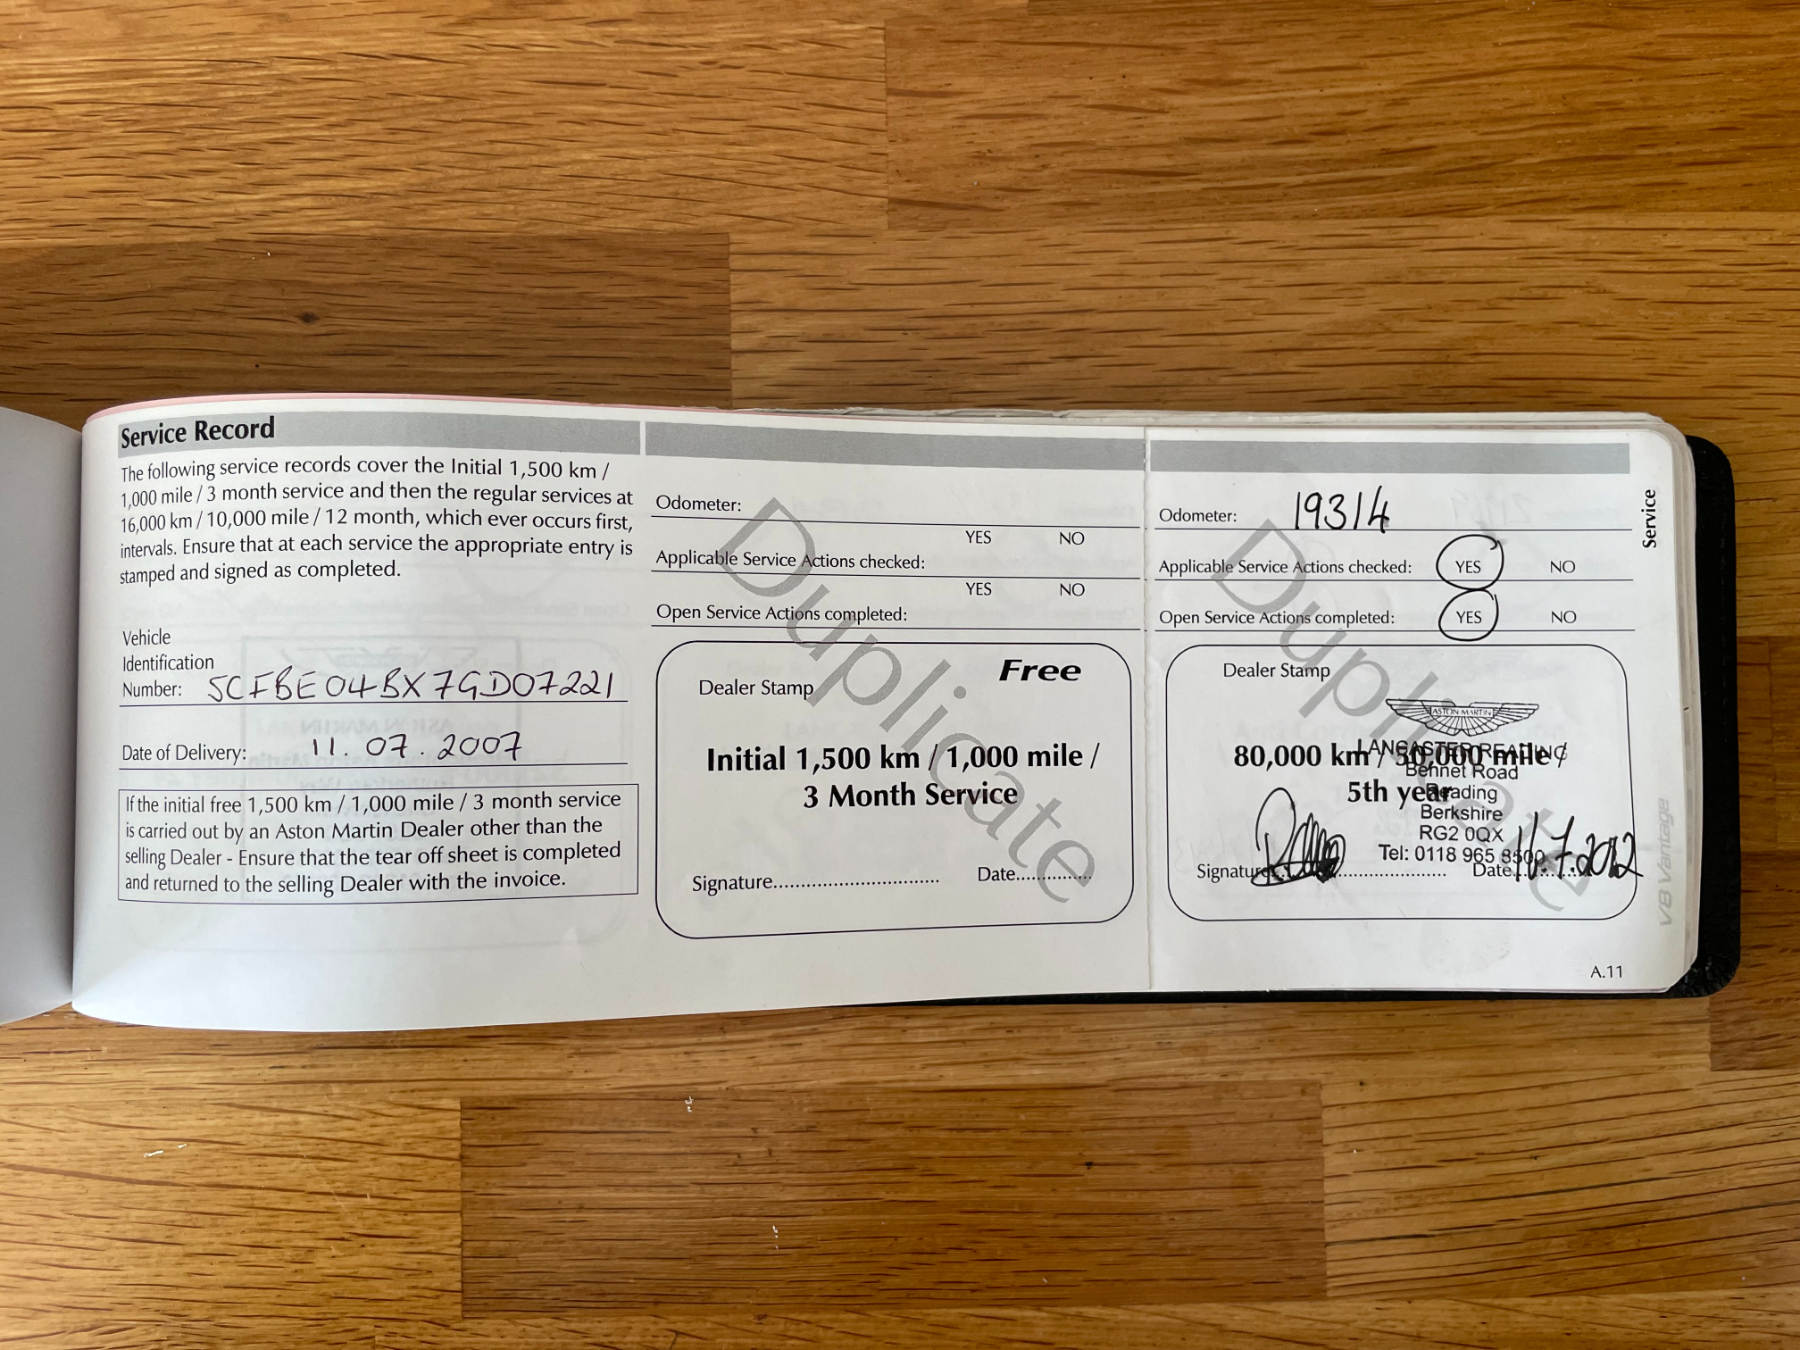 Service Record
The following service records cover the Initial 1,500 km /
1,000 mile / 3 month service and then the regular services at
16,000 km / 10,000 mile / 12 month, which ever occurs first,
intervals. Ensure that at each service the appropriate entry is
stamped and signed as completed.
Vehicle
Identification
Number: SCFBE04BX7GD07221
Date of Delivery: 11.07.2007
If the initial free 1,500 km / 1,000 mile / 3 month service
is carried out by an Aston Martin Dealer other than the
selling Dealer - Ensure that the tear off sheet is completed
and returned to the selling Dealer with the invoice.
Odometer:
YES NO
Applicable Service Actions checked:
YES NO
Open Service Actions completed:
Free
Dealer Stamp
Initial 1,500 km / 1,000 mile /
3 Month Service
Signature.............................. Date..............
Duplicate
Odometer: 19314
Applicable Service Actions checked: YES NO
Open Service Actions completed: YES NO
Dealer Stamp
ASTON MARTIN
80,000 km / 50,000 mile /
5th year
LANCASTER READING
Bennet Road
Reading
Berkshire
RG2 0QX
Tel: 0118 965 8500
Signature.............................. Date 11.7.2012
Duplicate
Service
V8 Vantage
A.11